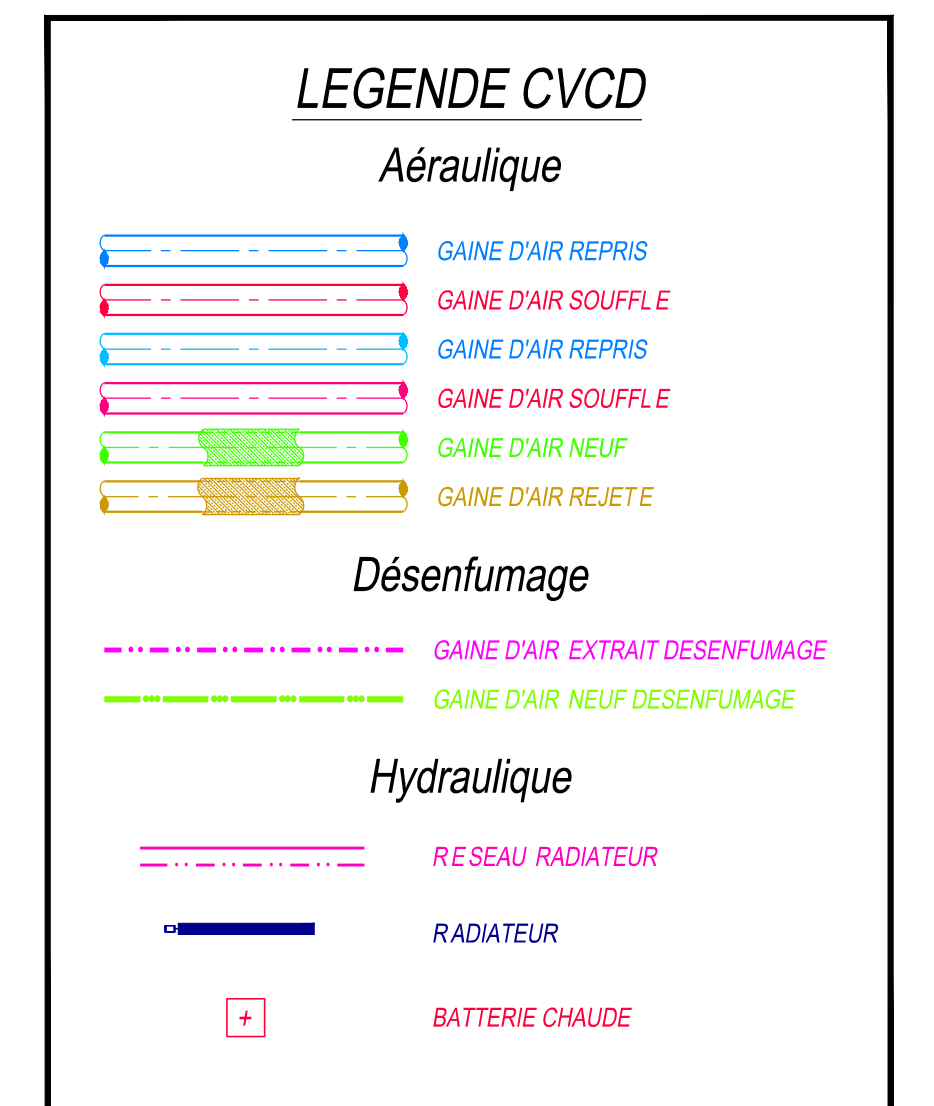 LEGENDE CVCD
Aéraulique
GAINE D'AIR REPRIS
GAINE D'AIR SOUFFLE
GAINE D'AIR REPRIS
GAINE D'AIR SOUFFLE
GAINE D'AIR NEUF
GAINE D'AIR REJETE
Désenfumage
GAINE D'AIR EXTRAIT DESENFUMAGE
GAINE D'AIR NEUF DESENFUMAGE
Hydraulique
RESEAU RADIATEUR
RADIATEUR
+ BATTERIE CHAUDE